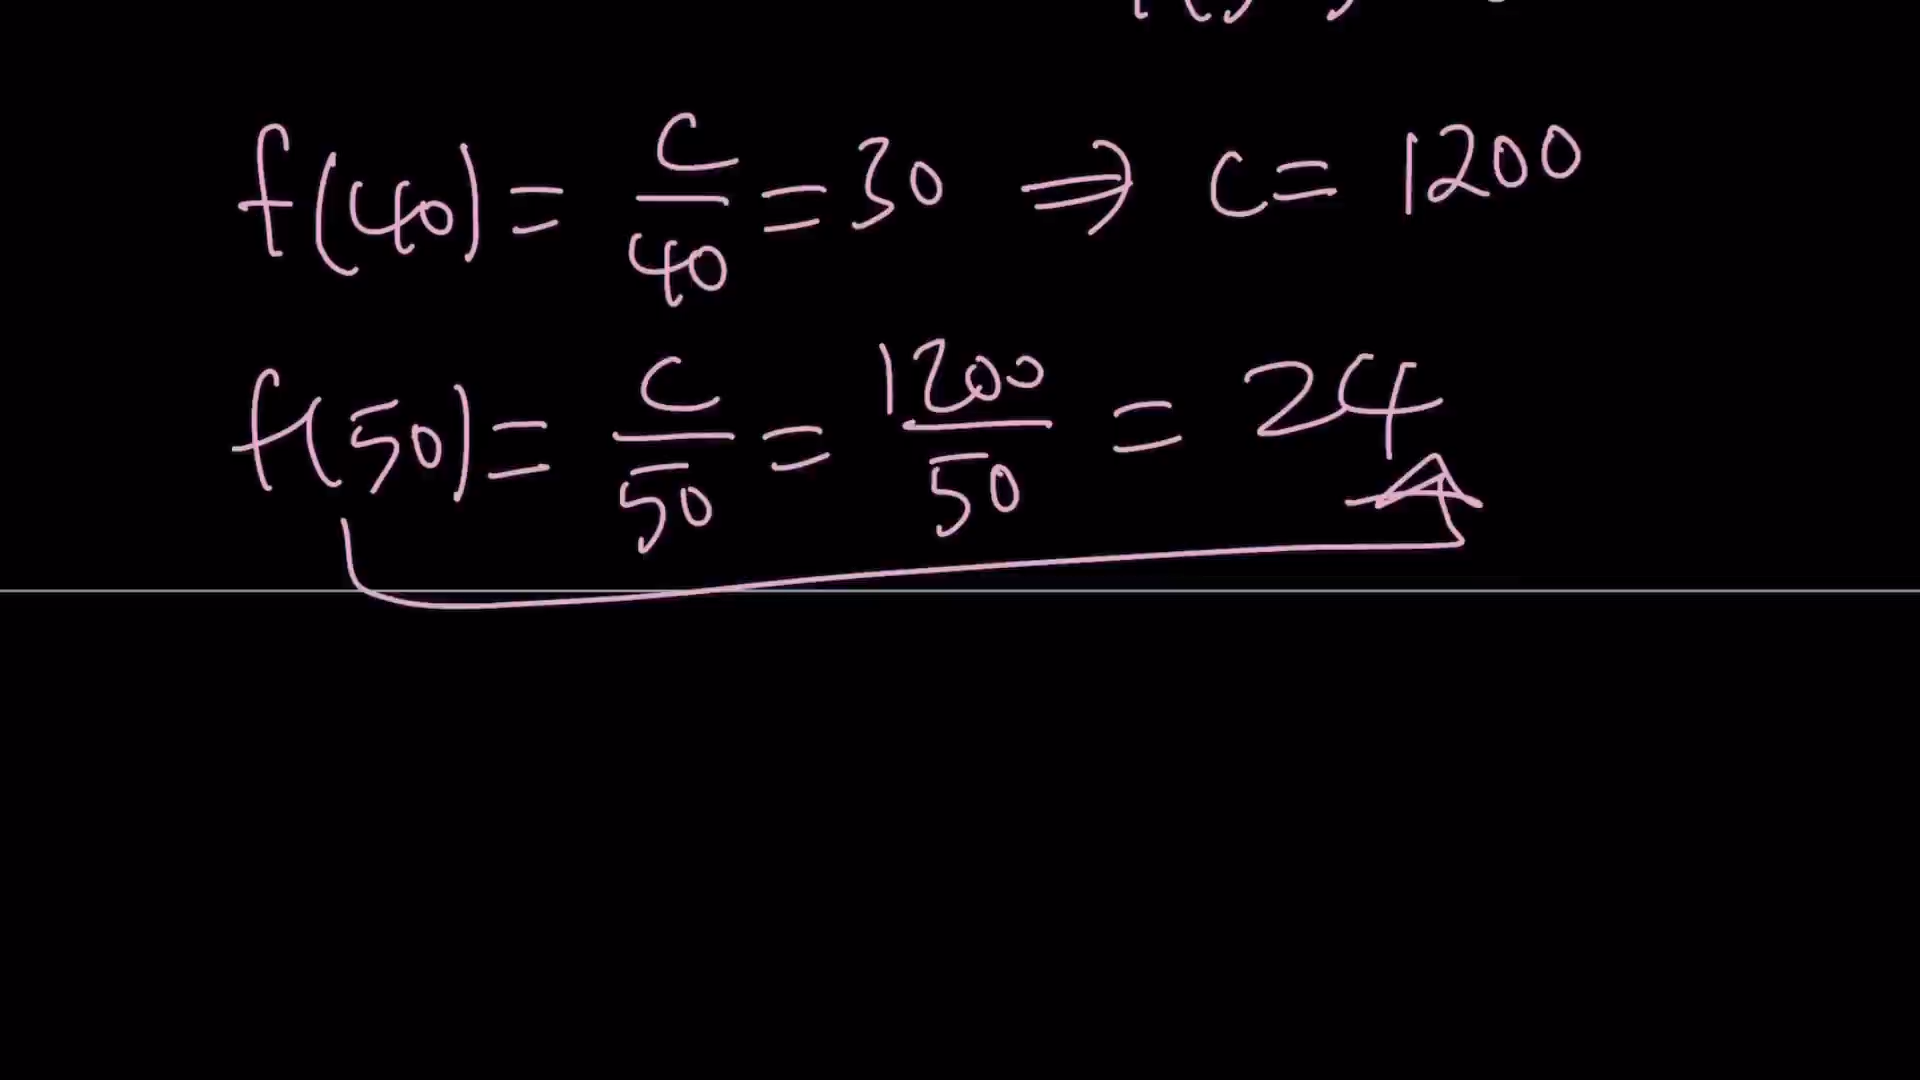 f(40) = c/40 = 30 ⇒ c = 1200
f(50) = c/50 = 1200/50 = 24